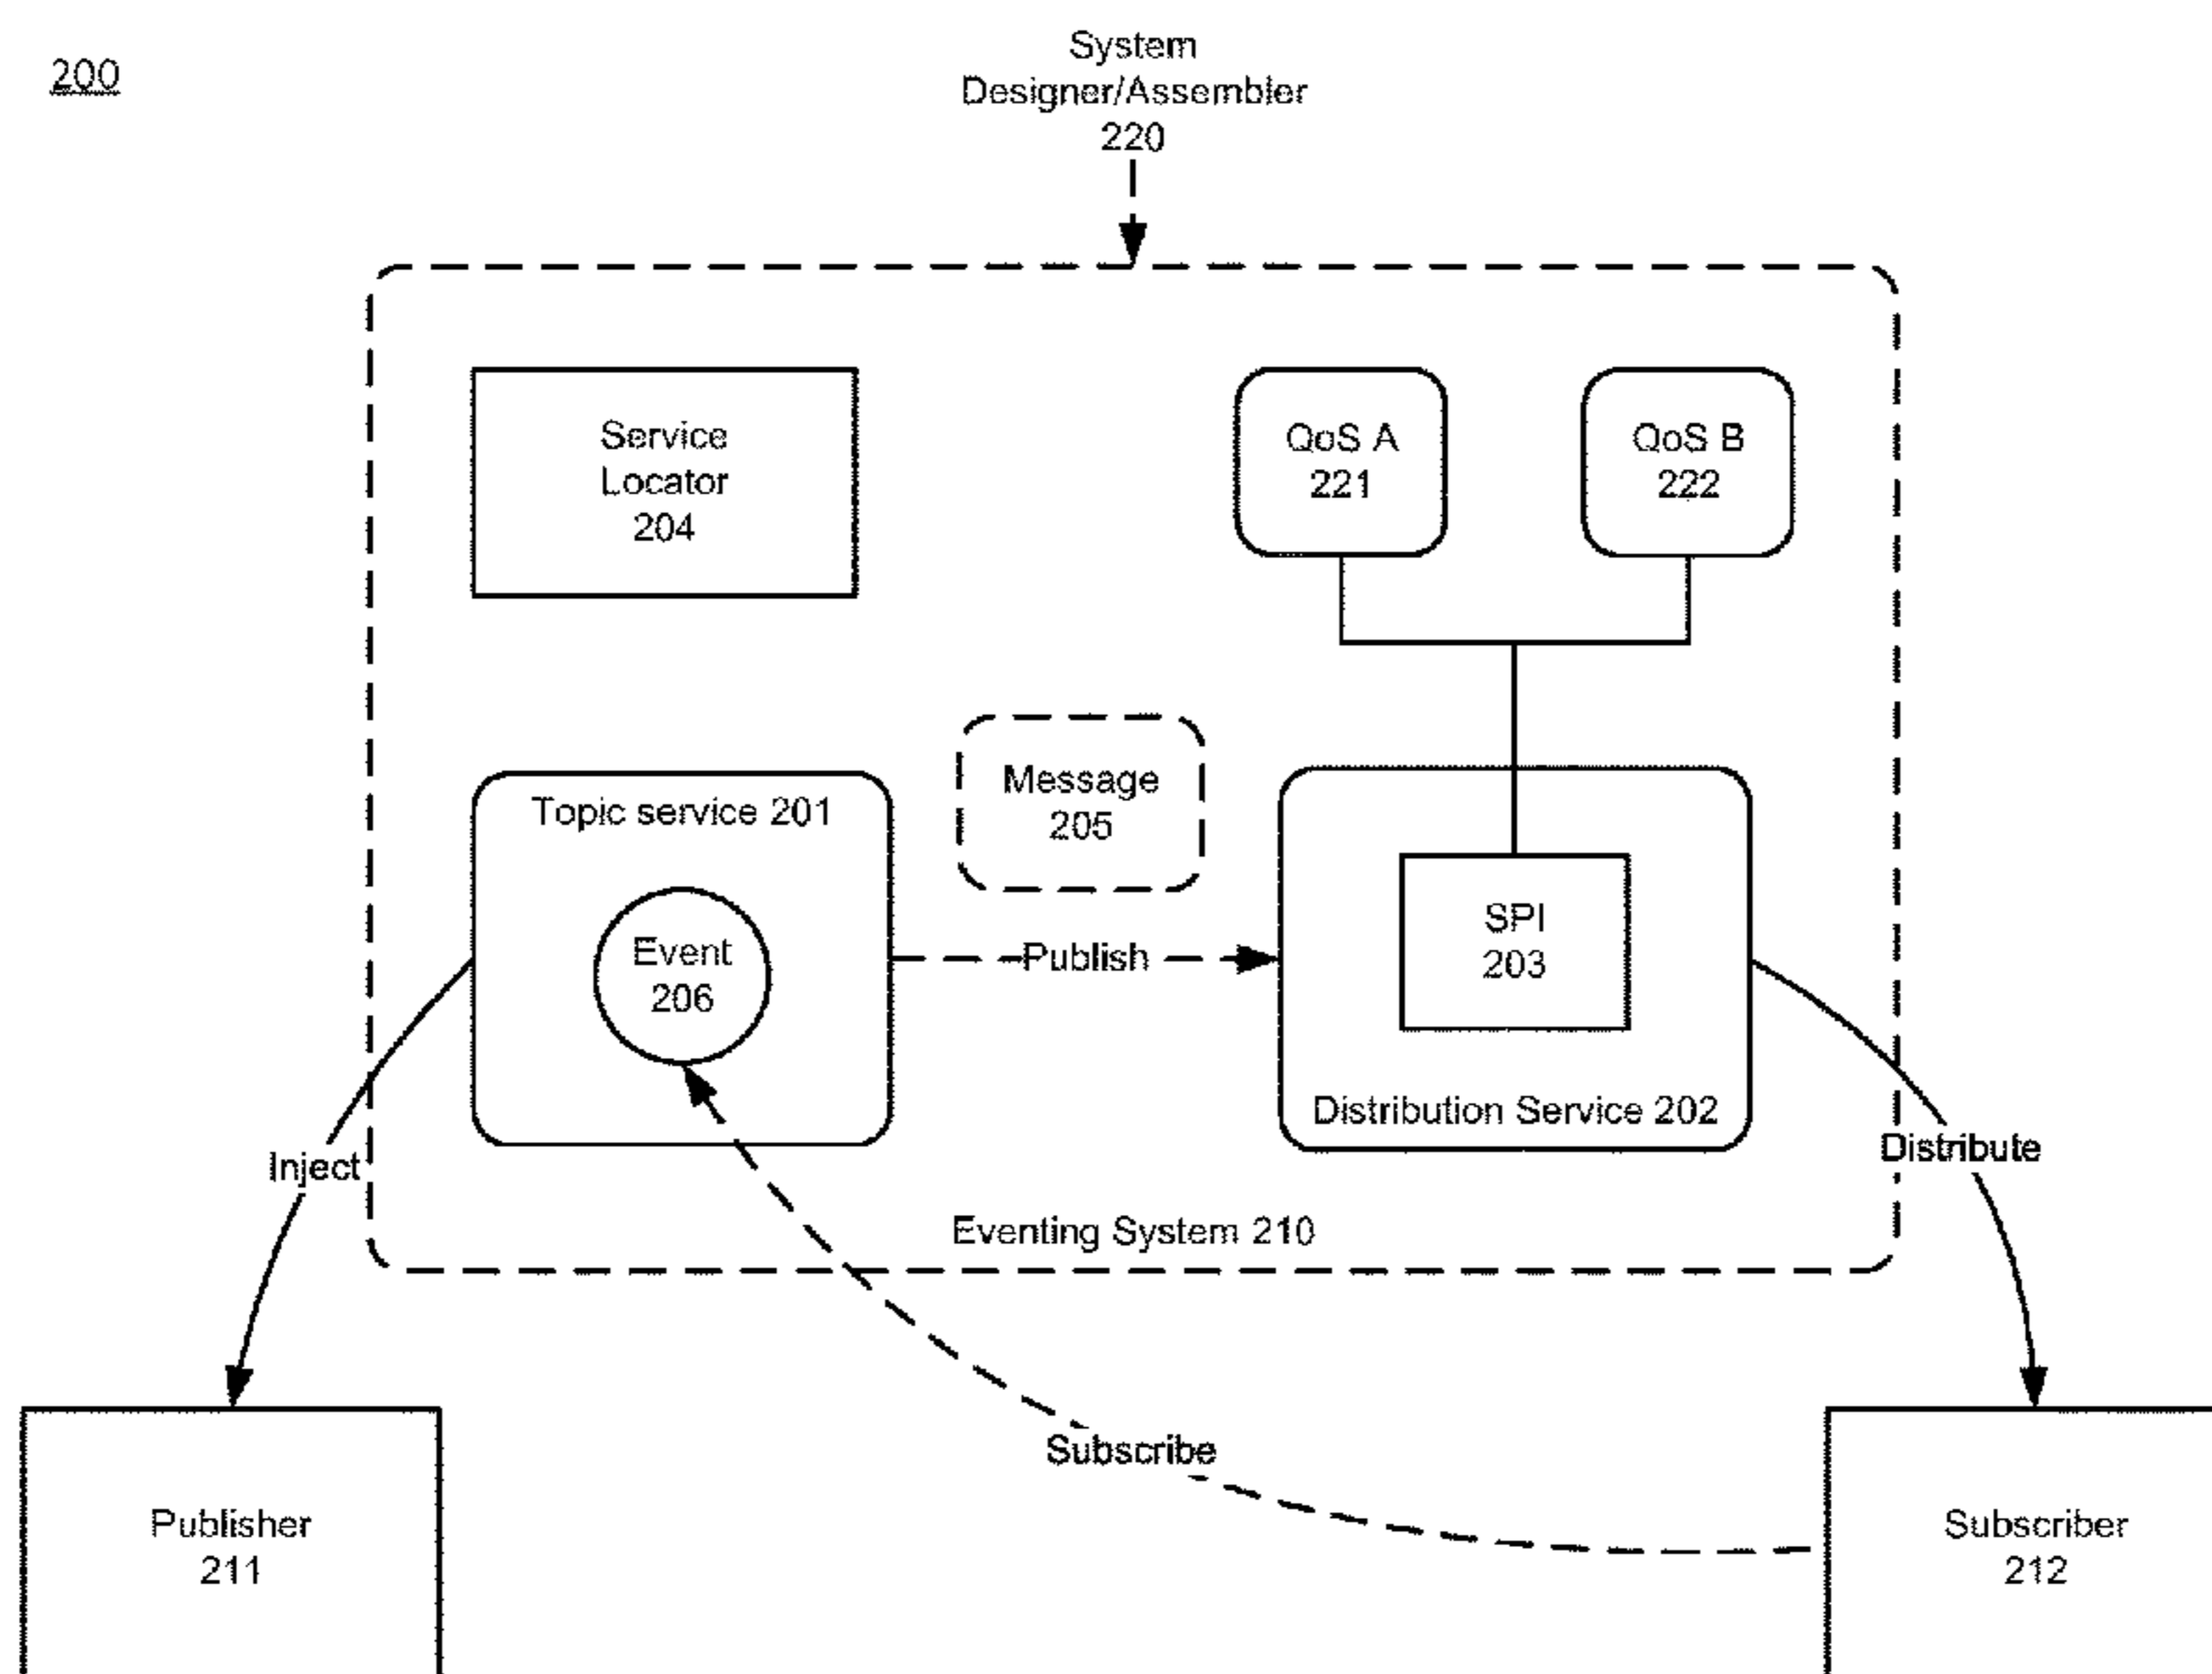 200
System
Designer/Assembler
220
Service
Locator
204
QoS A
221
QoS B
222
Message
205
Topic service 201
Event
206
Publish
SPI
203
Distribution Service 202
Inject
Distribute
Eventing System 210
Subscribe
Publisher
211
Subscriber
212